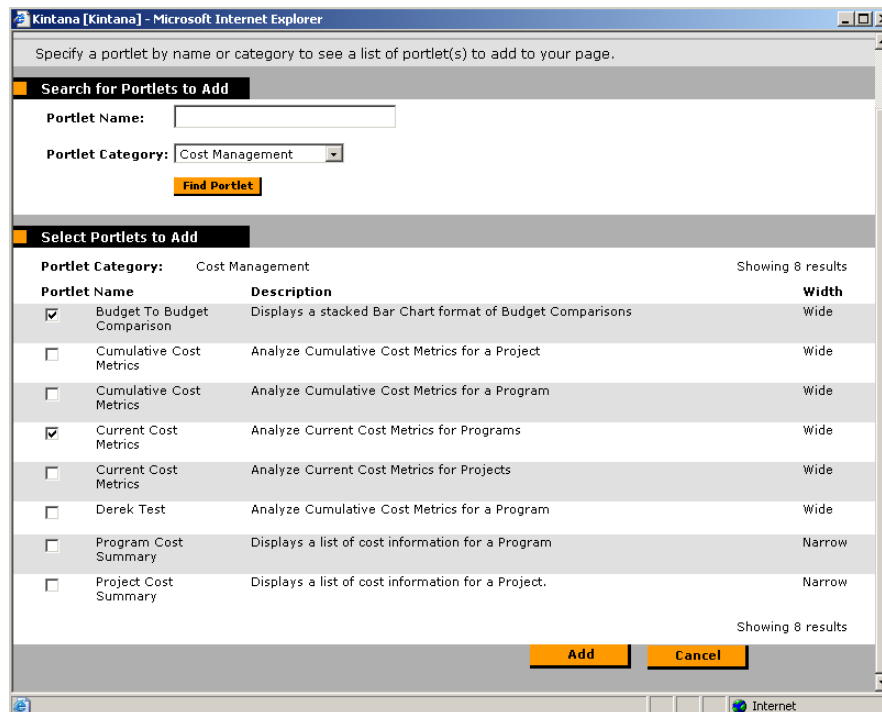 Kintana [Kintana] - Microsoft Internet Explorer
Specify a portlet by name or category to see a list of portlet(s) to add to your page.
Search for Portlets to Add
Portlet Name:
Portlet Category: Cost Management
Find Portlet
Select Portlets to Add
Portlet Category: Cost Management Showing 8 results
Portlet Name Description Width
Budget To Budget Displays a stacked Bar Chart format of Budget Comparisons Wide
Comparison
Cumulative Cost Analyze Cumulative Cost Metrics for a Project Wide
Metrics
Cumulative Cost Analyze Cumulative Cost Metrics for a Program Wide
Metrics
Current Cost Analyze Current Cost Metrics for Programs Wide
Metrics
Current Cost Analyze Current Cost Metrics for Projects Wide
Metrics
Derek Test Analyze Cumulative Cost Metrics for a Program Wide
Program Cost Displays a list of cost information for a Program Narrow
Summary
Project Cost Displays a list of cost information for a Project. Narrow
Summary
Showing 8 results
Add Cancel
Internet